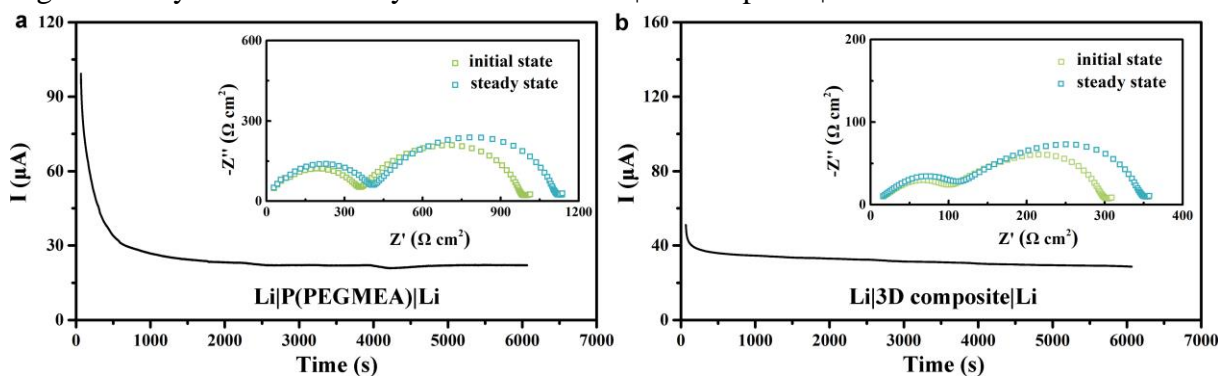 a
120
90
60
30
0
I (µA)
0 1000 2000 3000 4000 5000 6000 7000
Time (s)
Li|P(PEGMEA)|Li
600
300
0
-Z'' (Ω cm²)
0 300 600 900 1200
Z' (Ω cm²)
initial state
steady state
b
160
120
80
40
0
I (µA)
0 1000 2000 3000 4000 5000 6000 7000
Time (s)
Li|3D composite|Li
200
100
0
-Z'' (Ω cm²)
0 100 200 300 400
Z' (Ω cm²)
initial state
steady state